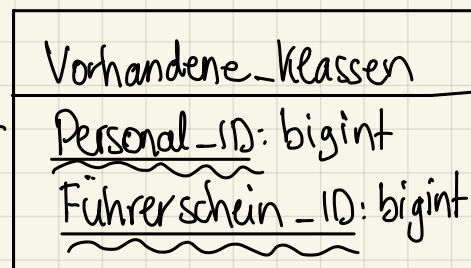 Vorhandene_Klassen
Personal_ID: bigint
Führerschein_ID: bigint